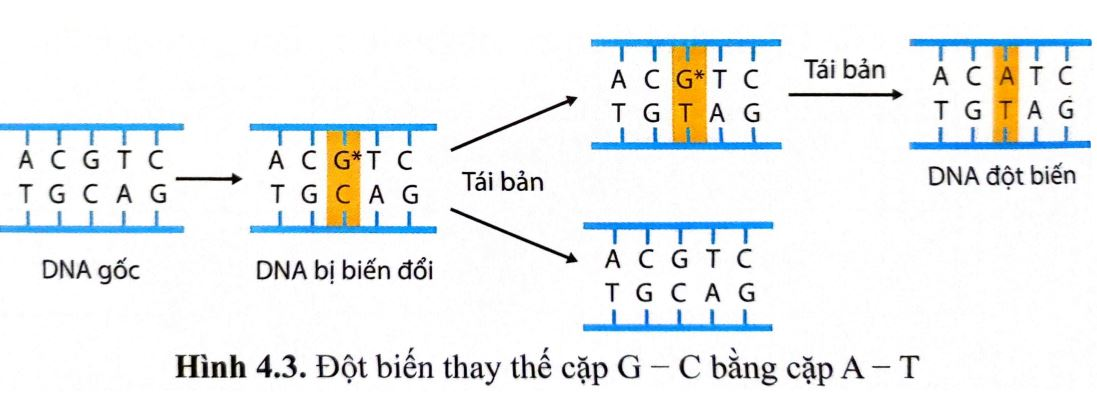 A C G T C
T G C A G
DNA gốc
A C G* T C
T G C A G
DNA bị biến đổi
Tái bản
A C G* T C
T G T A G
A C G T C
T G C A G
Tái bản
A C A T C
T G T A G
DNA đột biến
Hình 4.3. Đột biến thay thế cặp G − C bằng cặp A − T